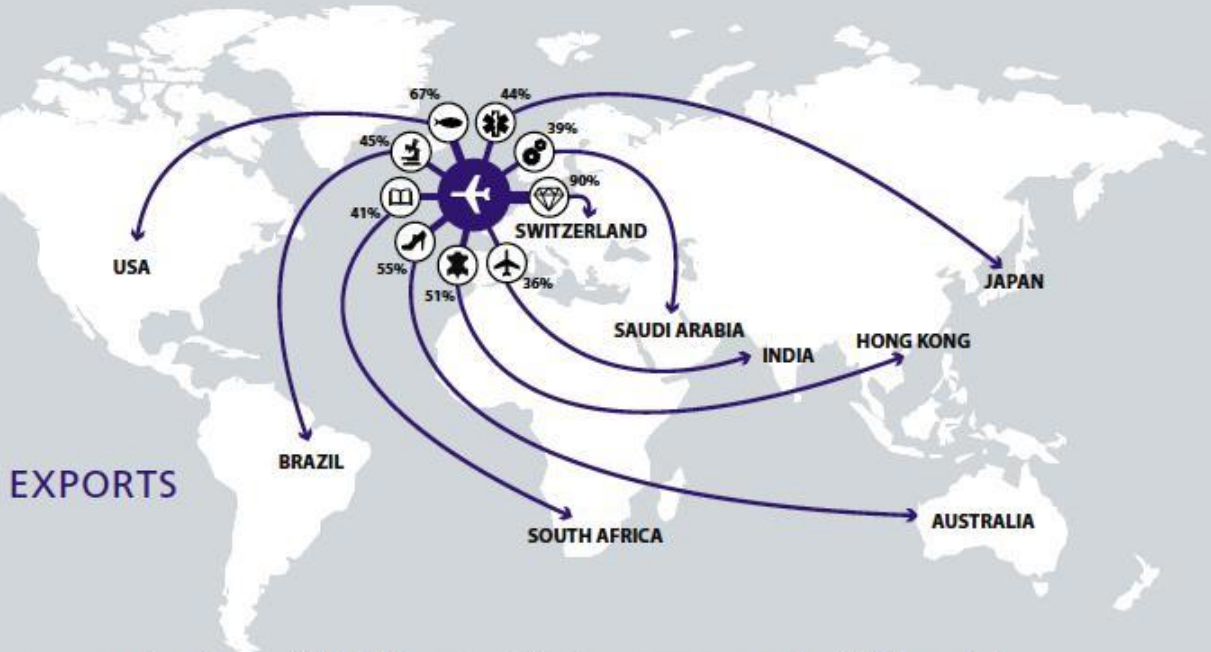 67%
44%
45%
39%
90%
41%
SWITZERLAND
55%
51%
36%
USA
JAPAN
SAUDI ARABIA
INDIA
HONG KONG
BRAZIL
EXPORTS
SOUTH AFRICA
AUSTRALIA